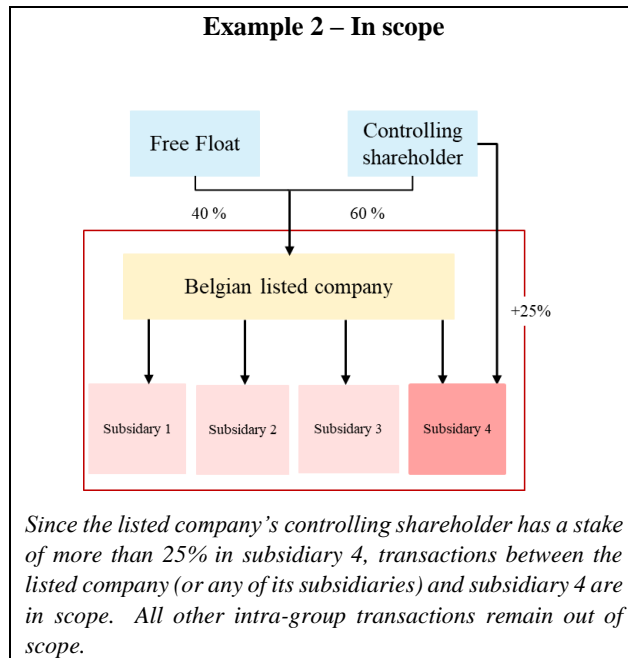 Example 2 – In scope
Free Float
Controlling
shareholder
40 %
60 %
Belgian listed company
+25%
Subsidary 1
Subsidary 2
Subsidary 3
Subsidary 4
Since the listed company’s controlling shareholder has a stake
of more than 25% in subsidiary 4, transactions between the
listed company (or any of its subsidiaries) and subsidiary 4 are
in scope. All other intra-group transactions remain out of
scope.